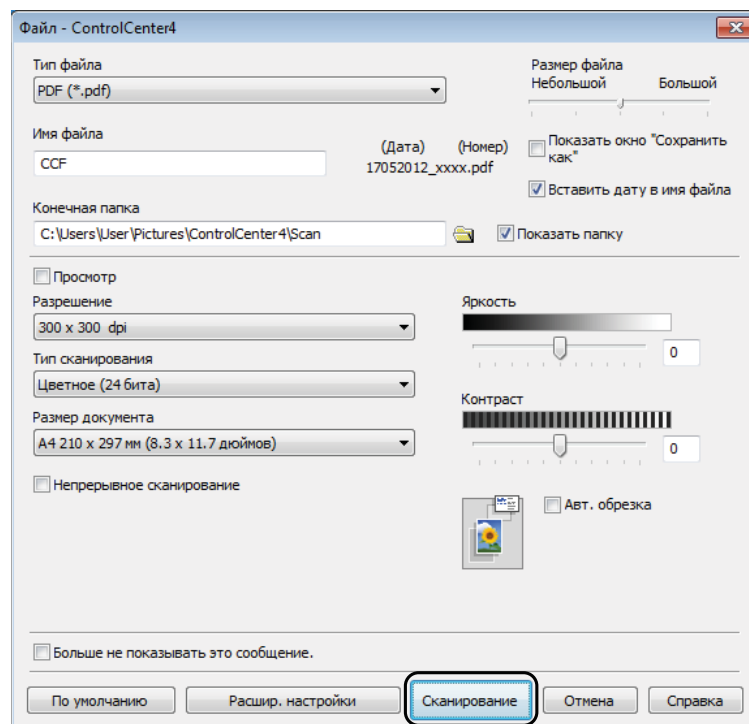 Файл - ControlCenter4
Тип файла
PDF (*.pdf)
Размер файла
Небольшой Большой
Имя файла
CCF
(Дата) (Номер)
17052012_xxxx.pdf
Показать окно "Сохранить
как"
Вставить дату в имя файла
Конечная папка
C:\Users\User\Pictures\ControlCenter4\Scan
Показать папку
Просмотр
Разрешение
300 x 300 dpi
Тип сканирования
Цветное (24 бита)
Размер документа
A4 210 x 297 мм (8.3 x 11.7 дюймов)
Непрерывное сканирование
Яркость
0
Контраст
0
Авт. обрезка
Больше не показывать это сообщение.
По умолчанию Расшир. настройки Сканирование Отмена Справка